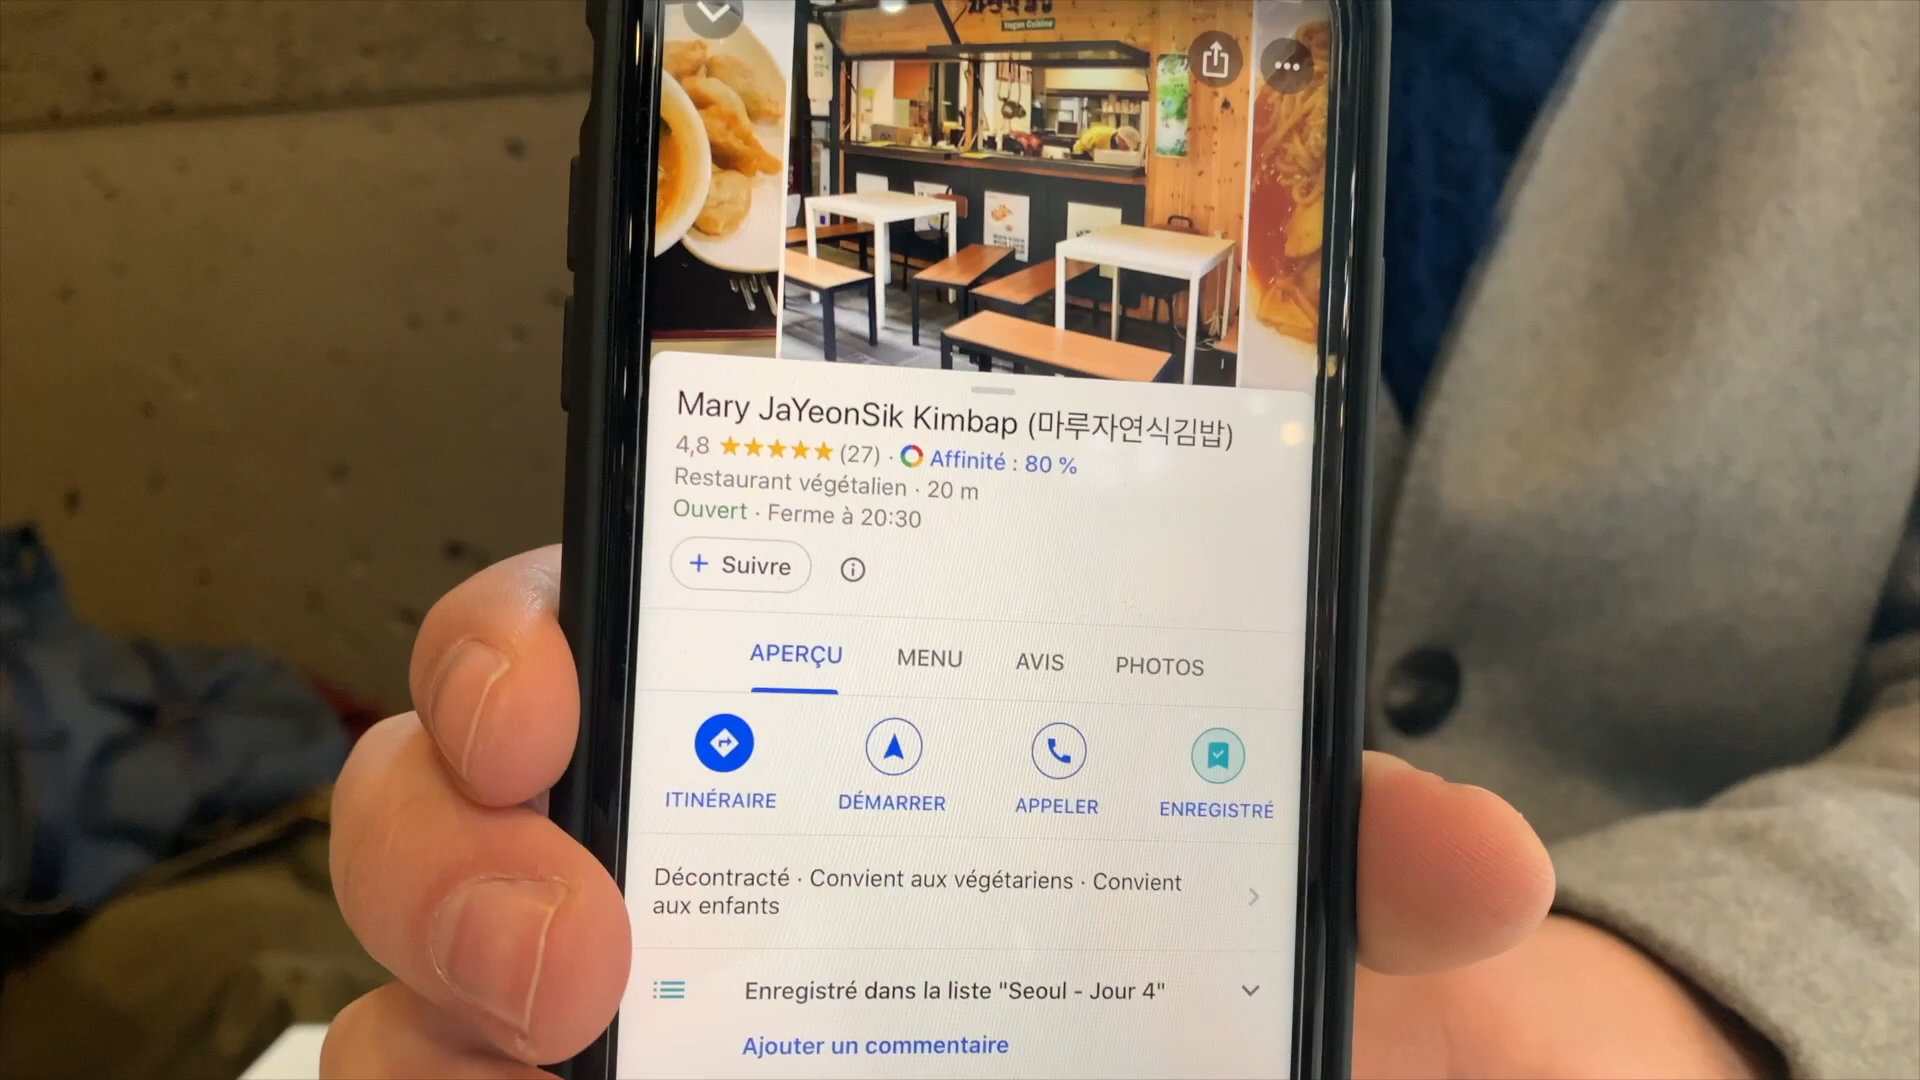 Vegan Cuisine
Mary JaYeonSik Kimbap (마루자연식김밥)
4,8 (27) · Affinité : 80 %
Restaurant végétalien · 20 m
Ouvert · Ferme à 20:30
+ Suivre
APERÇU MENU AVIS PHOTOS
ITINÉRAIRE DÉMARRER APPELER ENREGISTRÉ
Décontracté · Convient aux végétariens · Convient
aux enfants
Enregistré dans la liste "Seoul - Jour 4"
Ajouter un commentaire